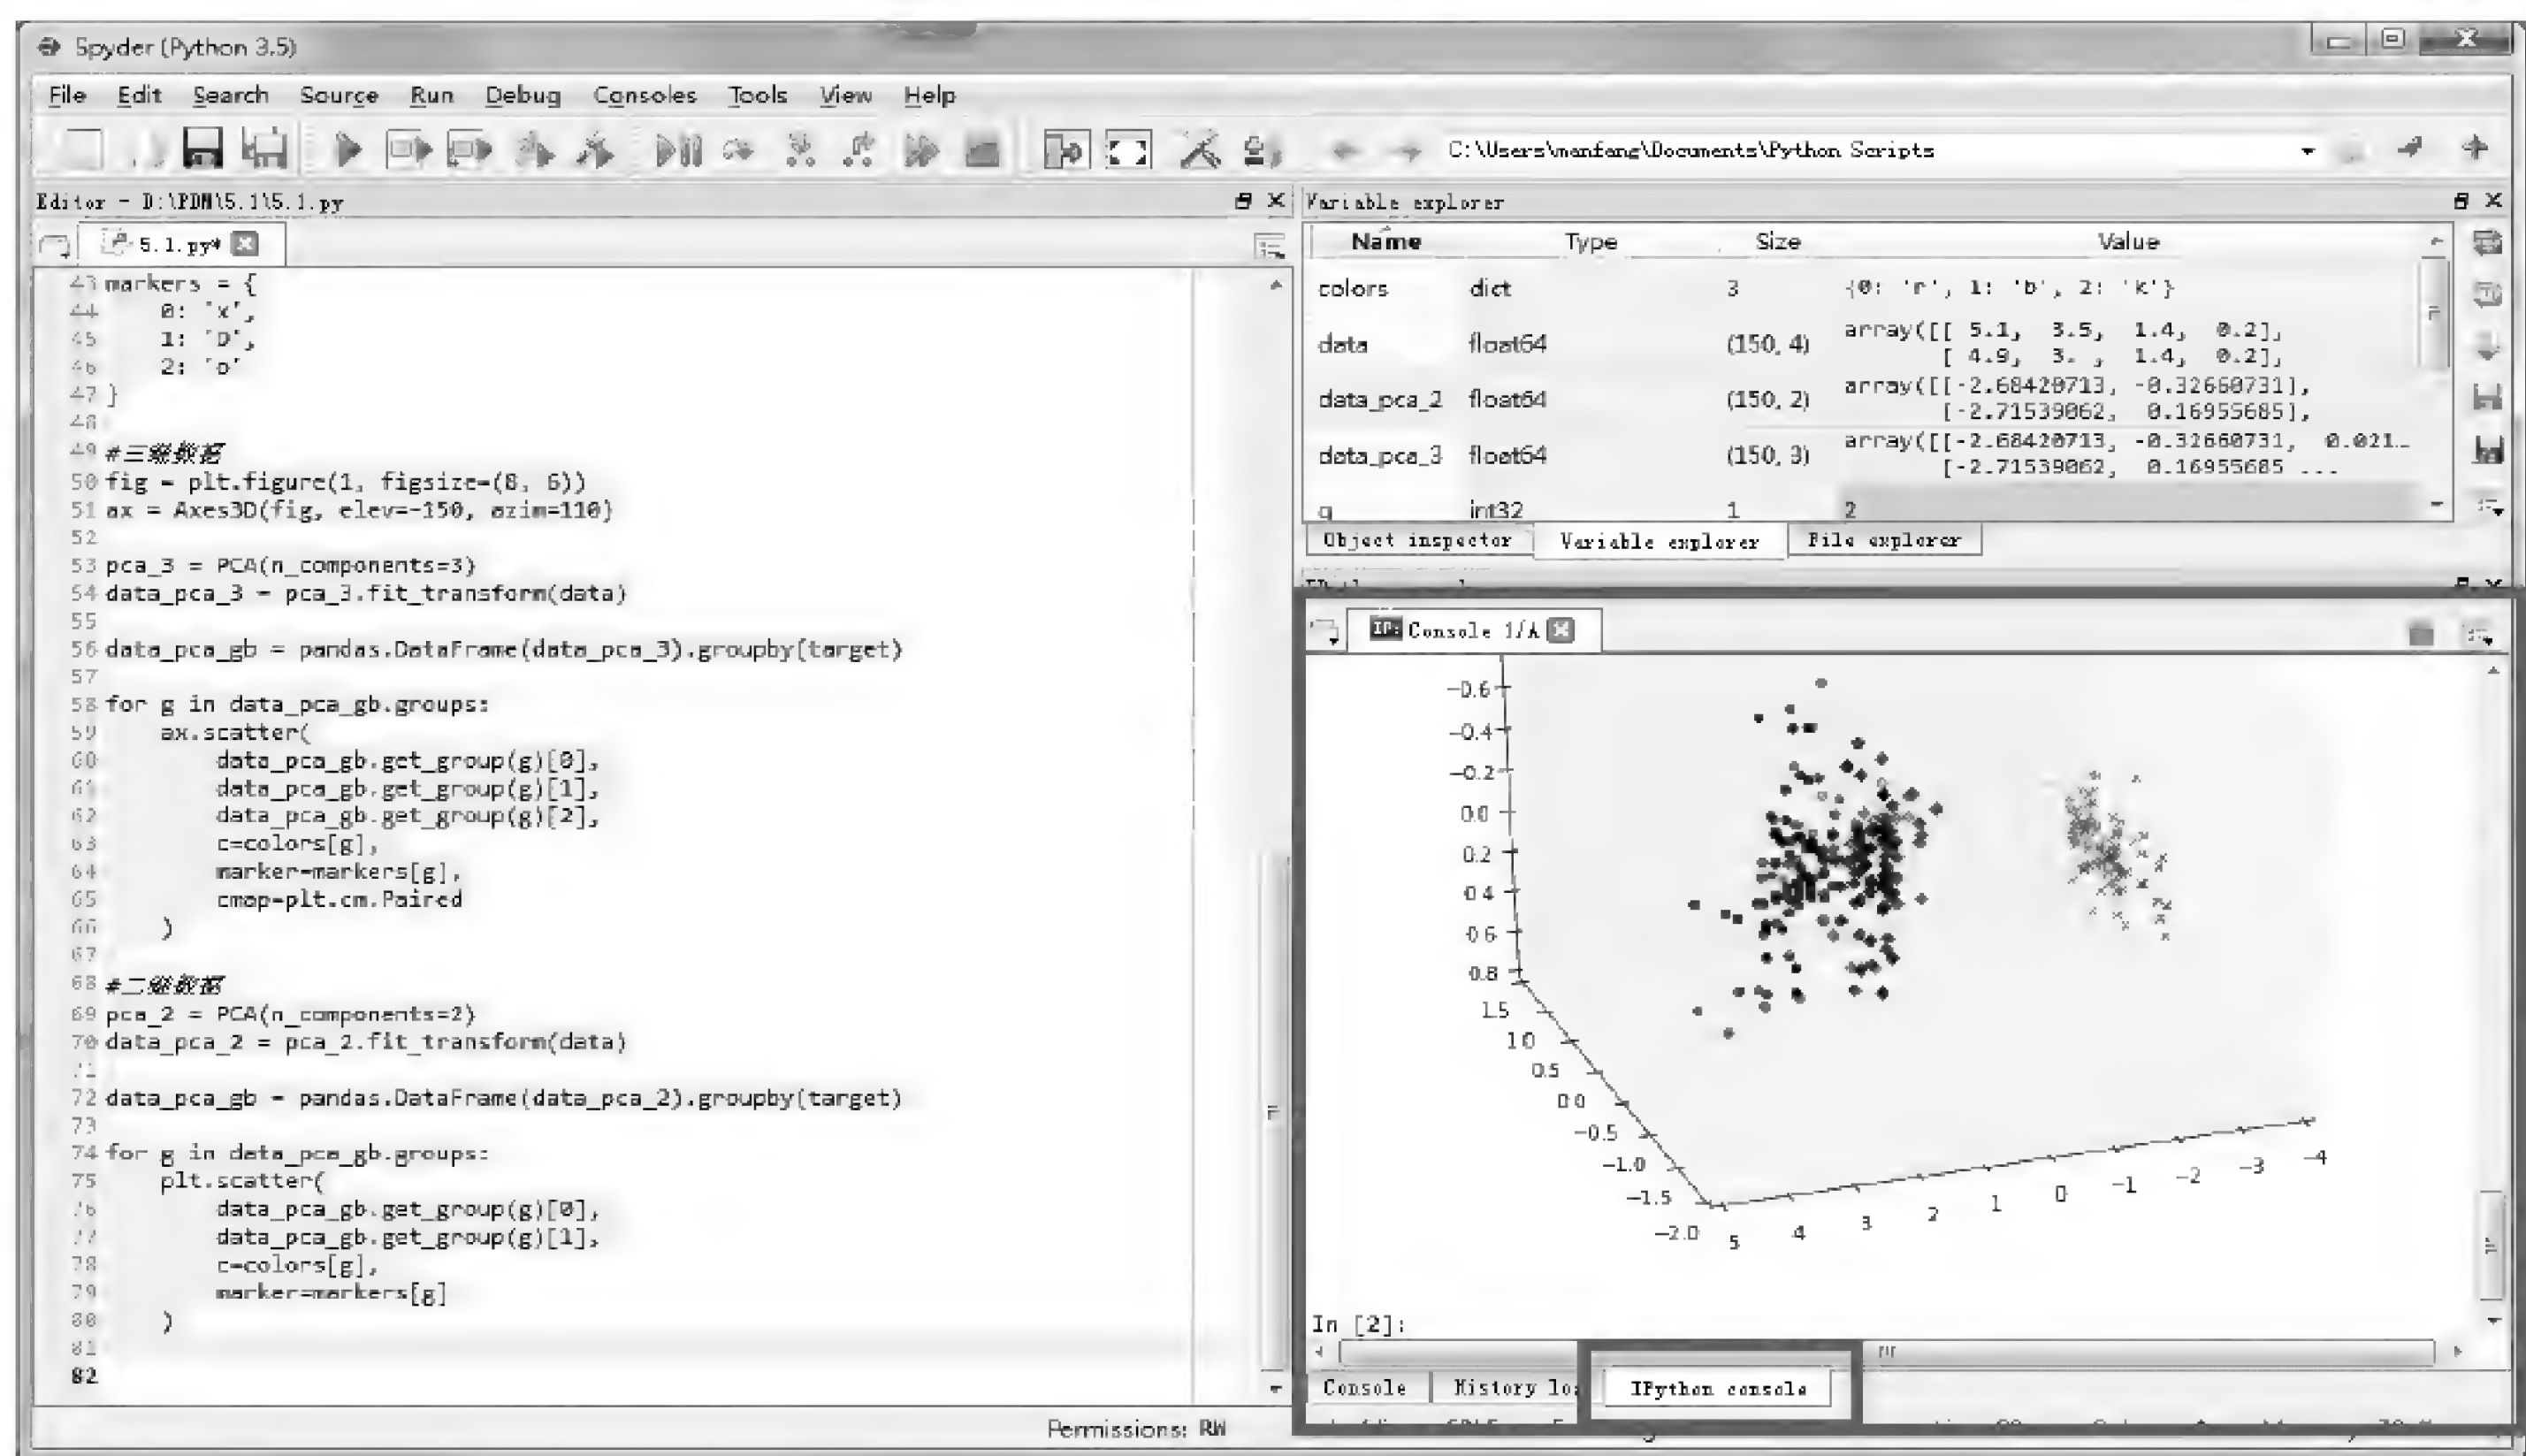 Spyder (Python 3.5)
File Edit Search Source Run Debug Consoles Tools View Help
C:\Users\manfang\Documents\Python Scripts
Editor - D:\PDM\5.1\5.1.py
5.1.py*
43 markers = {
44 0: 'x',
45 1: 'D',
46 2: 'o'
47 }
48
49 #三维数据
50 fig = plt.figure(1, figsize=(8, 6))
51 ax = Axes3D(fig, elev=-150, azim=110)
52
53 pca_3 = PCA(n_components=3)
54 data_pca_3 = pca_3.fit_transform(data)
55
56 data_pca_gb = pandas.DataFrame(data_pca_3).groupby(target)
57
58 for g in data_pca_gb.groups:
59 ax.scatter(
60 data_pca_gb.get_group(g)[0],
61 data_pca_gb.get_group(g)[1],
62 data_pca_gb.get_group(g)[2],
63 c=colors[g],
64 marker=markers[g],
65 cmap=plt.cm.Paired
66 )
67
68 #二维数据
69 pca_2 = PCA(n_components=2)
70 data_pca_2 = pca_2.fit_transform(data)
71
72 data_pca_gb = pandas.DataFrame(data_pca_2).groupby(target)
73
74 for g in data_pca_gb.groups:
75 plt.scatter(
76 data_pca_gb.get_group(g)[0],
77 data_pca_gb.get_group(g)[1],
78 c=colors[g],
79 marker=markers[g]
80 )
81
82
Permissions: RW
Variable explorer
Name Type Size Value
colors dict 3 {0: 'r', 1: 'b', 2: 'k'}
data float64 (150, 4) array([[ 5.1, 3.5, 1.4, 0.2],
[ 4.9, 3. , 1.4, 0.2],
data_pca_2 float64 (150, 2) array([[-2.68420713, -0.32660731],
[-2.71539062, 0.16955685],
data_pca_3 float64 (150, 3) array([[-2.68420713, -0.32660731, 0.021...
[-2.71539062, 0.16955685 ...
g int32 1 2
Object inspector Variable explorer File explorer
IP: Console 1/A
-0.6
-0.4
-0.2
0.0
0.2
0.4
0.6
0.8
1.5
1.0
0.5
0.0
-0.5
-1.0
-1.5
-2.0
5 4 3 2 1 0 -1 -2 -3 -4
In [2]:
Console History lo IPython console